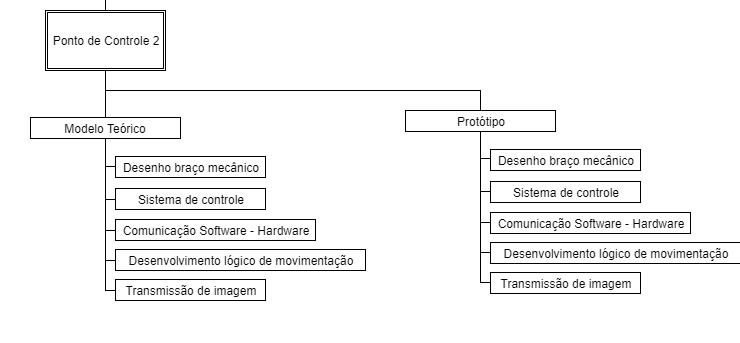 Ponto de Controle 2
Modelo Teórico
Desenho braço mecânico
Sistema de controle
Comunicação Software - Hardware
Desenvolvimento lógico de movimentação
Transmissão de imagem
Protótipo
Desenho braço mecânico
Sistema de controle
Comunicação Software - Hardware
Desenvolvimento lógico de movimentação
Transmissão de imagem